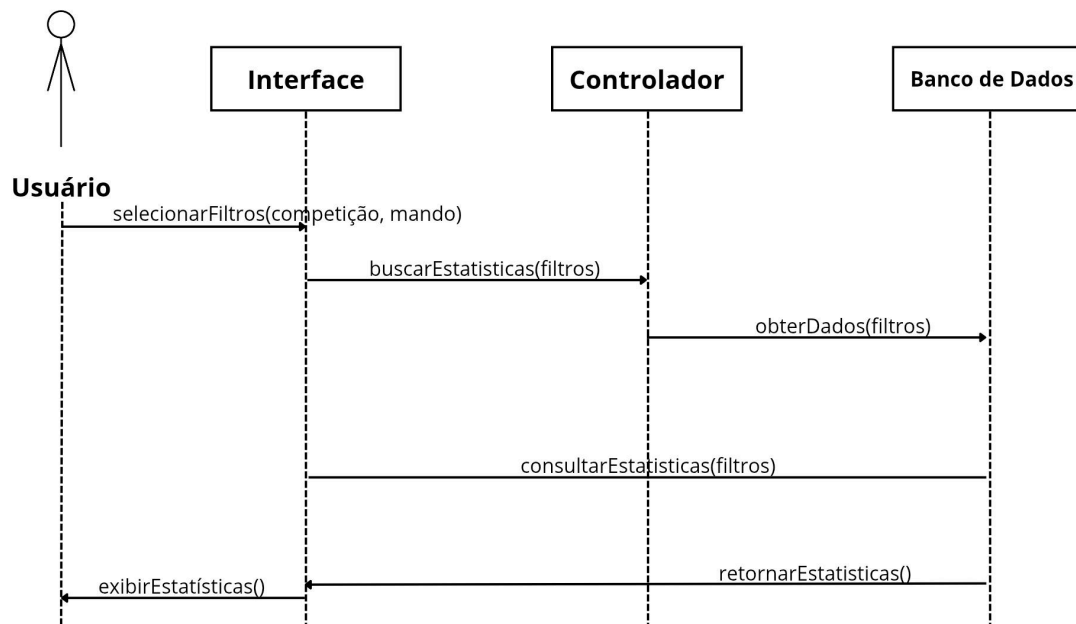 Interface
Controlador
Banco de Dados
Usuário
selecionarFiltros(competição, mando)
buscarEstatisticas(filtros)
obterDados(filtros)
consultarEstatisticas(filtros)
retornarEstatisticas()
exibirEstatísticas()